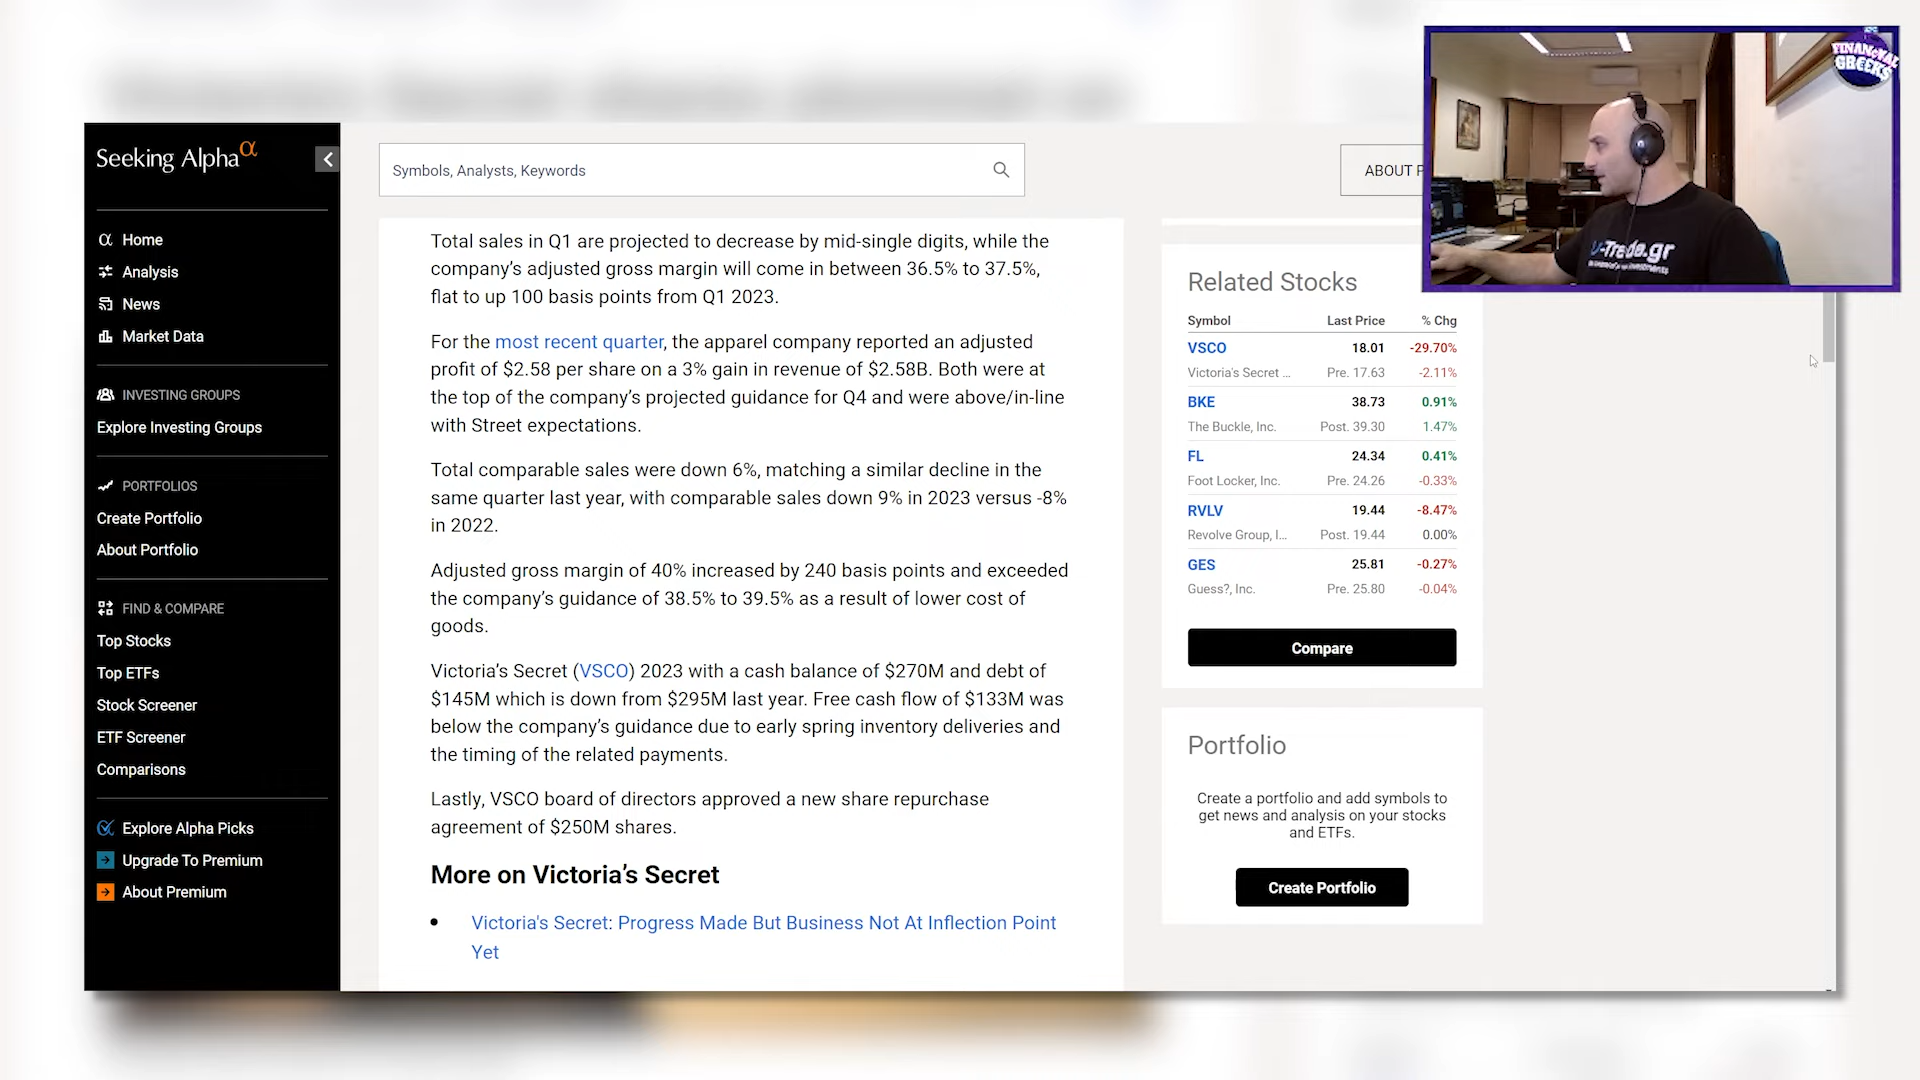 Seeking Alpha α
Home
Analysis
News
Market Data
INVESTING GROUPS
Explore Investing Groups
PORTFOLIOS
Create Portfolio
About Portfolio
FIND & COMPARE
Top Stocks
Top ETFs
Stock Screener
ETF Screener
Comparisons
Explore Alpha Picks
Upgrade To Premium
About Premium
Symbols, Analysts, Keywords
ABOUT P
Total sales in Q1 are projected to decrease by mid-single digits, while the
company’s adjusted gross margin will come in between 36.5% to 37.5%,
flat to up 100 basis points from Q1 2023.
For the most recent quarter, the apparel company reported an adjusted
profit of $2.58 per share on a 3% gain in revenue of $2.58B. Both were at
the top of the company’s projected guidance for Q4 and were above/in-line
with Street expectations.
Total comparable sales were down 6%, matching a similar decline in the
same quarter last year, with comparable sales down 9% in 2023 versus -8%
in 2022.
Adjusted gross margin of 40% increased by 240 basis points and exceeded
the company’s guidance of 38.5% to 39.5% as a result of lower cost of
goods.
Victoria’s Secret (VSCO) 2023 with a cash balance of $270M and debt of
$145M which is down from $295M last year. Free cash flow of $133M was
below the company’s guidance due to early spring inventory deliveries and
the timing of the related payments.
Lastly, VSCO board of directors approved a new share repurchase
agreement of $250M shares.
More on Victoria’s Secret
• Victoria's Secret: Progress Made But Business Not At Inflection Point
Yet
Related Stocks
Symbol Last Price % Chg
VSCO 18.01 -29.70%
Victoria's Secret ... Pre. 17.63 -2.11%
BKE 38.73 0.91%
The Buckle, Inc. Post. 39.30 1.47%
FL 24.34 0.41%
Foot Locker, Inc. Pre. 24.26 -0.33%
RVLV 19.44 -8.47%
Revolve Group, I... Post. 19.44 0.00%
GES 25.81 -0.27%
Guess?, Inc. Pre. 25.80 -0.04%
Compare
Portfolio
Create a portfolio and add symbols to
get news and analysis on your stocks
and ETFs.
Create Portfolio
FINANCIAL
GREEKS
U-Trade.gr